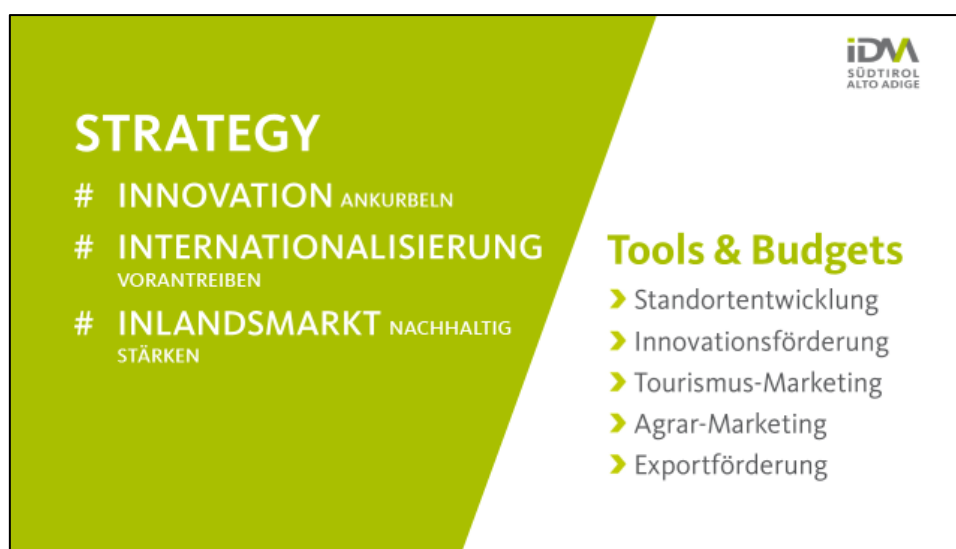 iDM
SÜDTIROL
ALTO ADIGE
STRATEGY
# INNOVATION ANKURBELN
# INTERNATIONALISIERUNG
VORANTREIBEN
# INLANDSMARKT NACHHALTIG
STÄRKEN
Tools & Budgets
Standortentwicklung
Innovationsförderung
Tourismus-Marketing
Agrar-Marketing
Exportförderung